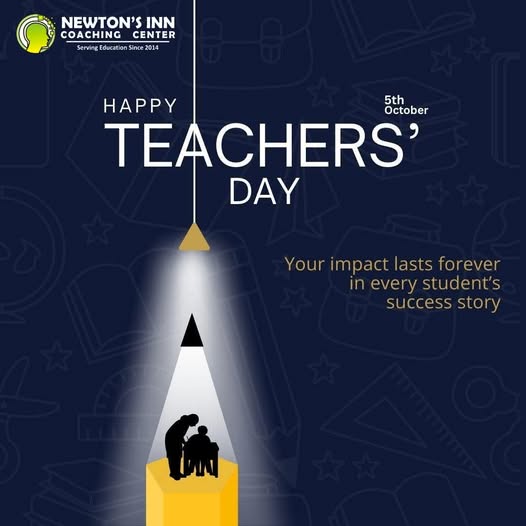 NEWTON'S INN
COACHING CENTER
Serving Education Since 2014
HAPPY
5th
October
TEACHERS'
DAY
Your impact lasts forever
in every student's
success story